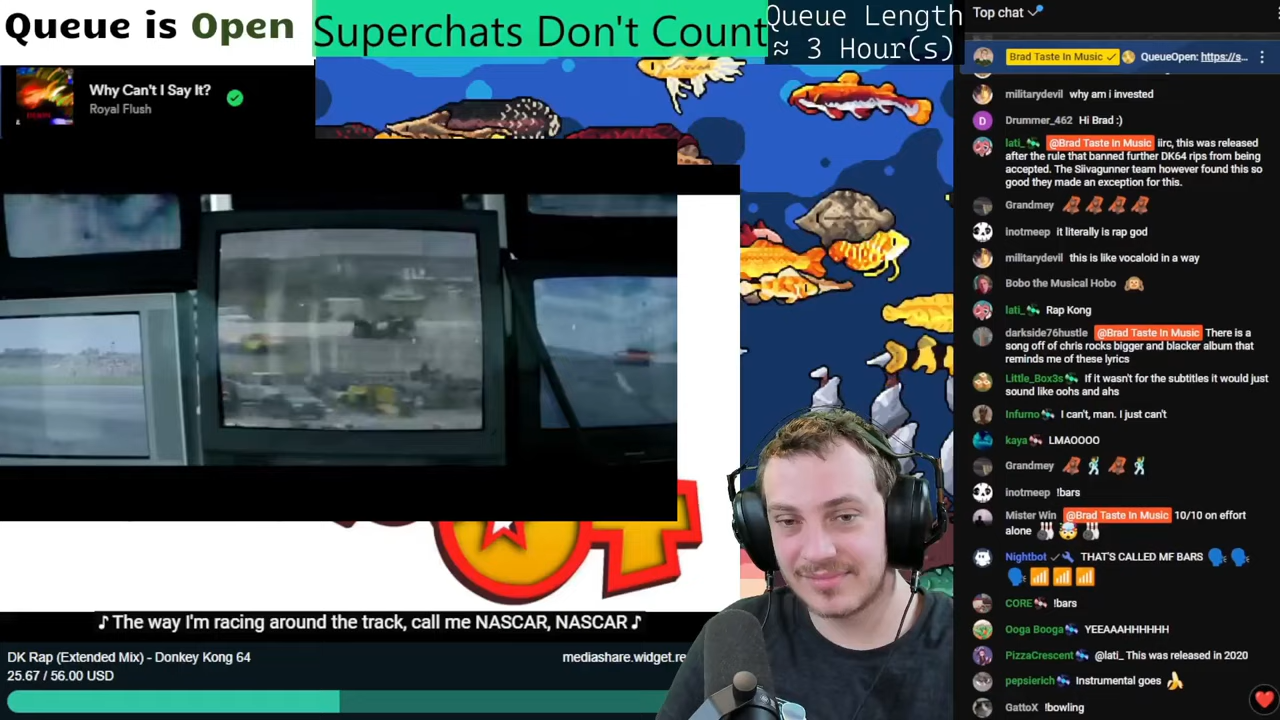 Queue is Open
Superchats Don't Count
Queue Length
≈ 3 Hour(s)
Why Can't I Say It?
Royal Flush
♪ The way I'm racing around the track, call me NASCAR, NASCAR ♪
DK Rap (Extended Mix) - Donkey Kong 64
mediashare.widget.re
25.67 / 56.00 USD
Top chat
Brad Taste In Music QueueOpen: https://s...
militarydevil why am i invested
D
Drummer_462 Hi Brad :)
lati_ @Brad Taste In Music iirc, this was released
after the rule that banned further DK64 rips from being
accepted. The Siivagunner team however found this so
good they made an exception for this.
Grandmey
inotmeep it literally is rap god
militarydevil this is like vocaloid in a way
Bobo the Musical Hobo
lati_ Rap Kong
darkside76hustle @Brad Taste In Music There is a
song off of chris rocks bigger and blacker album that
reminds me of these lyrics
Little_Box3s If it wasn't for the subtitles it would just
sound like oohs and ahs
Infurno I can't, man. I just can't
kaya LMAOOOO
Grandmey
inotmeep !bars
Mister Win @Brad Taste In Music 10/10 on effort
alone
Nightbot THAT'S CALLED MF BARS
CORE !bars
Ooga Booga YEEAAAHHHHHH
PizzaCrescent @lati_ This was released in 2020
pepsierich Instrumental goes
GattoX !bowling